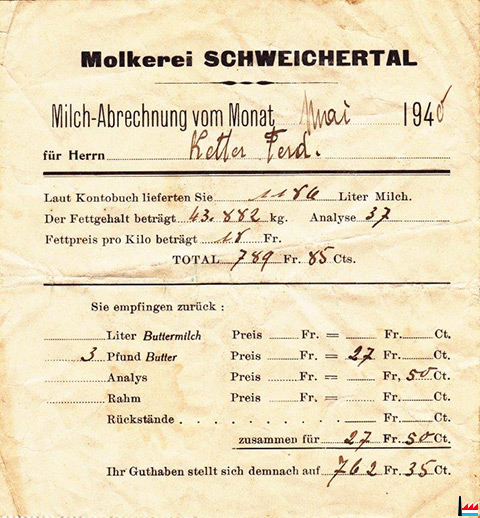 Molkerei SCHWEICHERTAL
Milch-Abrechnung vom Monat Mai 1940
für Herrn Ketter Ferd.
Laut Kontobuch lieferten Sie 1186 Liter Milch.
Der Fettgehalt beträgt 43.882 kg. Analyse 37
Fettpreis pro Kilo beträgt 18 Fr.
TOTAL 789 Fr. 85 Cts.
Sie empfingen zurück :
Liter Buttermilch Preis Fr. = Fr. Ct.
3 Pfund Butter Preis Fr. = 27 Fr. Ct.
Analys Preis Fr. = Fr. 50 Ct.
Rahm Preis Fr. = Fr. Ct.
Rückstände . . . . . . . . Fr. Ct.
zusammen für 27 Fr. 50 Ct.
Ihr Guthaben stellt sich demnach auf 762 Fr. 35 Ct.